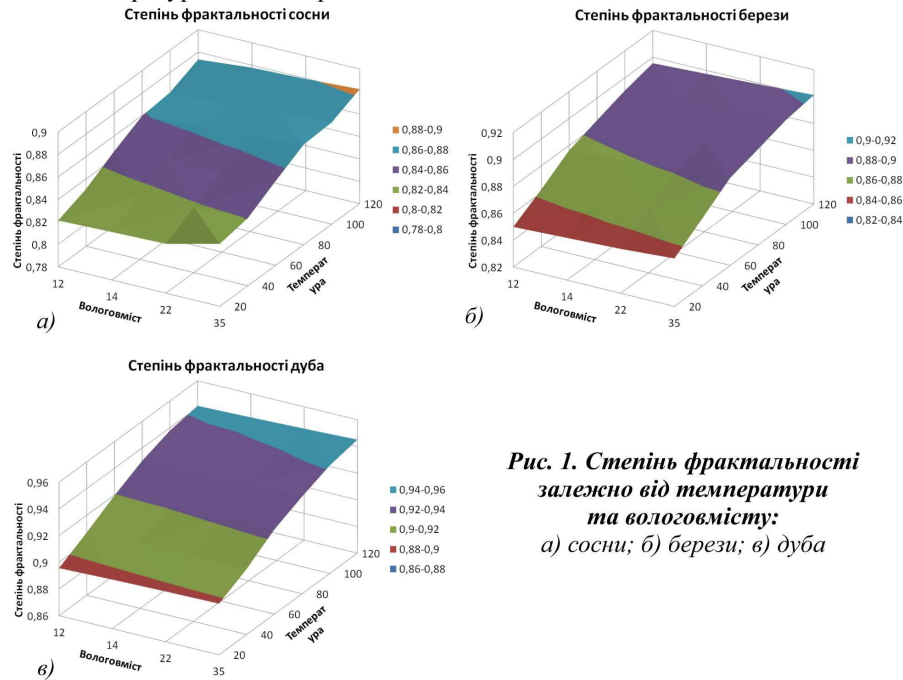 Степінь фрактальності сосни
0,9
0,88
0,86
0,84
0,82
0,8
0,78
Степінь фрактальності
12
14
22
35
Вологовміст
20
40
60
80
100
120
Температ
ура
0,88-0,9
0,86-0,88
0,84-0,86
0,82-0,84
0,8-0,82
0,78-0,8
а)
Степінь фрактальності берези
0,92
0,9
0,88
0,86
0,84
0,82
Степінь фрактальності
12
14
22
35
Вологовміст
20
40
60
80
100
120
Температ
ура
0,9-0,92
0,88-0,9
0,86-0,88
0,84-0,86
0,82-0,84
б)
Степінь фрактальності дуба
0,96
0,94
0,92
0,9
0,88
0,86
Степінь фрактальності
12
14
22
35
Вологовміст
20
40
60
80
100
120
Температ
ура
0,94-0,96
0,92-0,94
0,9-0,92
0,88-0,9
0,86-0,88
в)
Рис. 1. Степінь фрактальності
залежно від температури
та вологовмісту:
а) сосни; б) берези; в) дуба